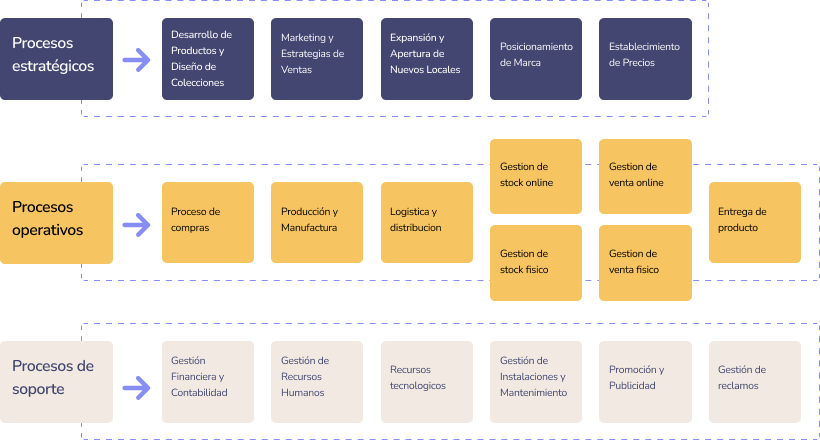 Procesos
estratégicos
Desarrollo de
Productos y
Diseño de
Colecciones
Marketing y
Estrategias de
Ventas
Expansión y
Apertura de
Nuevos Locales
Posicionamiento
de Marca
Establecimiento
de Precios
Procesos
operativos
Proceso de
compras
Producción y
Manufactura
Logistica y
distribucion
Gestion de
stock online
Gestion de
stock fisico
Gestion de
venta online
Gestion de
venta fisico
Entrega de
producto
Procesos de
soporte
Gestión
Financiera y
Contabilidad
Gestión de
Recursos
Humanos
Recursos
tecnologicos
Gestión de
Instalaciones y
Mantenimiento
Promoción y
Publicidad
Gestión de
reclamos